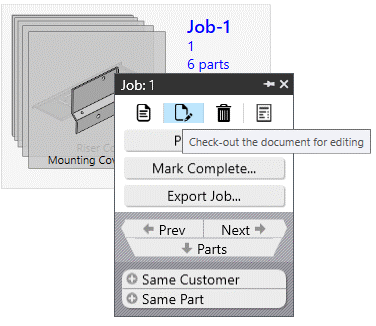 Job-1
1
6 parts
Riser Co
Mounting Cov
Job: 1
P
Check-out the document for editing
Mark Complete...
Export Job...
Prev
Next
Parts
Same Customer
Same Part